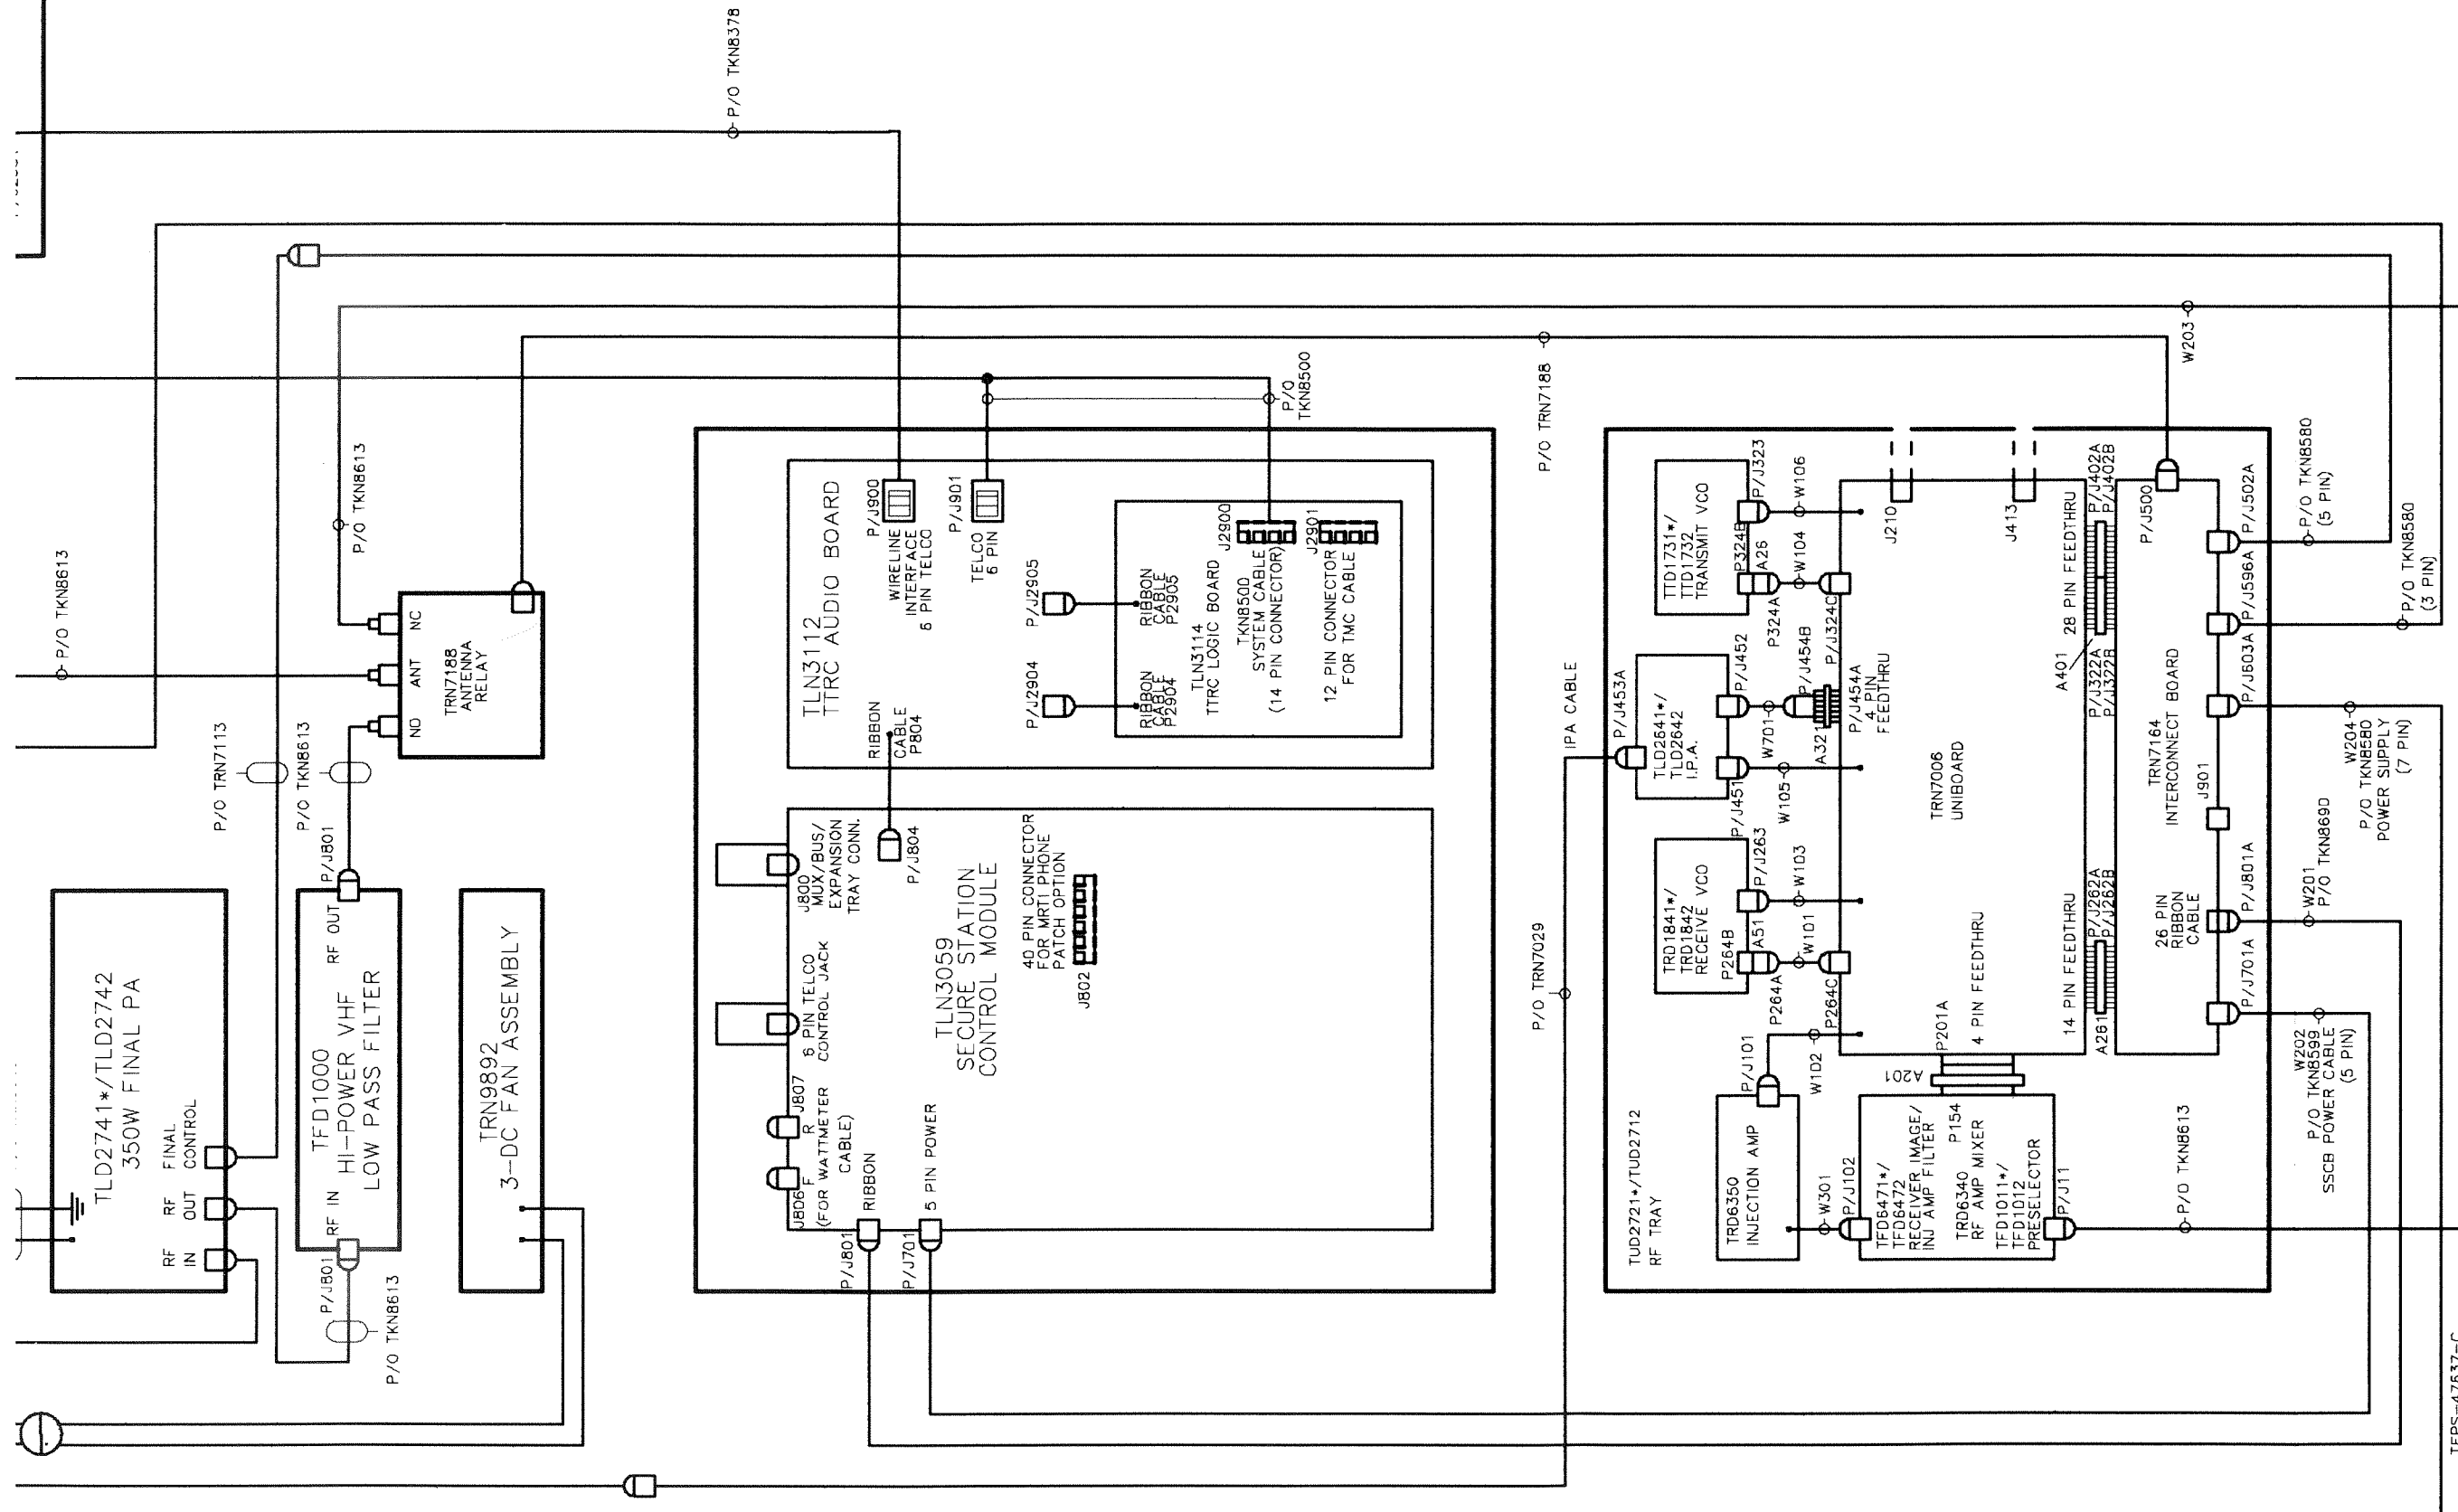 P/O TKN8378
P/O TKN8613
P/O TKN8613
P/O TRN7113
P/O TKN8613
NO
ANT
NC
TRN7188
ANTENNA
RELAY
TLD2741*/TLD2742
350W FINAL PA
RF
IN
RF
OUT
FINAL
CONTROL
P/J801
RF IN
TFD1000
HI-POWER VHF
LOW PASS FILTER
RF OUT
P/J801
P/O TKN8613
TRN9892
3-DC FAN ASSEMBLY
TLN3112
TTRC AUDIO BOARD
P/J900
WIRELINE
INTERFACE
6 PIN TELCO
P/J901
TELCO
6 PIN
P/O
TKN8500
RIBBON
CABLE
P804
P/J2904
P/J2905
RIBBON
CABLE
P2904
RIBBON
CABLE
P2905
TLN3114
TTRC LOGIC BOARD
J2900
TKN8500
SYSTEM CABLE
(14 PIN CONNECTOR)
J2901
12 PIN CONNECTOR
FOR TMC CABLE
J806
F
R
J807
(FOR WATTMETER
CABLE)
6 PIN TELCO
CONTROL JACK
J800
MUX/BUS/
EXPANSION
TRAY CONN.
P/J804
P/J801
RIBBON
P/J701
5 PIN POWER
TLN3059
SECURE STATION
CONTROL MODULE
40 PIN CONNECTOR
FOR MRTI PHONE
PATCH OPTION
J802
P/O TRN7029
IPA CABLE
P/O TRN7188
W203
TUD2721*/TUD2712
RF TRAY
TRD6350
INJECTION AMP
P/J101
W102
W301
P/J102
TFD6471*/
TFD6472
RECEIVER IMAGE/
INJ AMP FILTER
P154
TRD6340
RF AMP MIXER
TFD1011*/
TFD1012
PRESELECTOR
P/J11
A201
P201A
4 PIN FEEDTHRU
TRD1841*/
TRD1842
RECEIVE VCO
P264B
A51
P/J263
P264A
W101
W103
P264C
P/J453A
TLD2641*/
TLD2642
I.P.A.
P/J451
P/J452
W105
W701
P/J454B
A321
P/J454A
4 PIN
FEEDTHRU
TTD1731*/
TTD1732
TRANSMIT VCO
P324B
A26
P/J323
P324A
W104
W106
P/J324C
J210
J413
TRN7006
UNIBOARD
14 PIN FEEDTHRU
A261
P/J262A
P/J262B
28 PIN FEEDTHRU
A401
P/J322A
P/J322B
P/J402A
P/J402B
TRN7164
INTERCONNECT BOARD
26 PIN
RIBBON
CABLE
J901
P/J500
P/J701A
P/J801A
P/J603A
P/J596A
P/J502A
P/O TKN8613
W202
P/O TKN8599
SSCB POWER CABLE
(5 PIN)
W201
P/O TKN869D
W204
P/O TKN8580
POWER SUPPLY
(7 PIN)
P/O TKN8580
(5 PIN)
P/O TKN8580
(3 PIN)